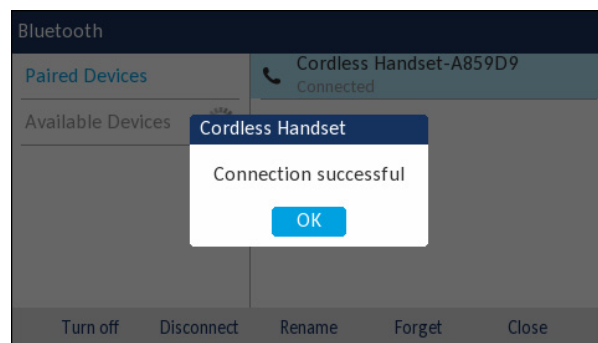 Bluetooth
Paired Devices
Cordless Handset-A859D9
Connected
Available Devices
Cordless Handset
Connection successful
OK
Turn off
Disconnect
Rename
Forget
Close